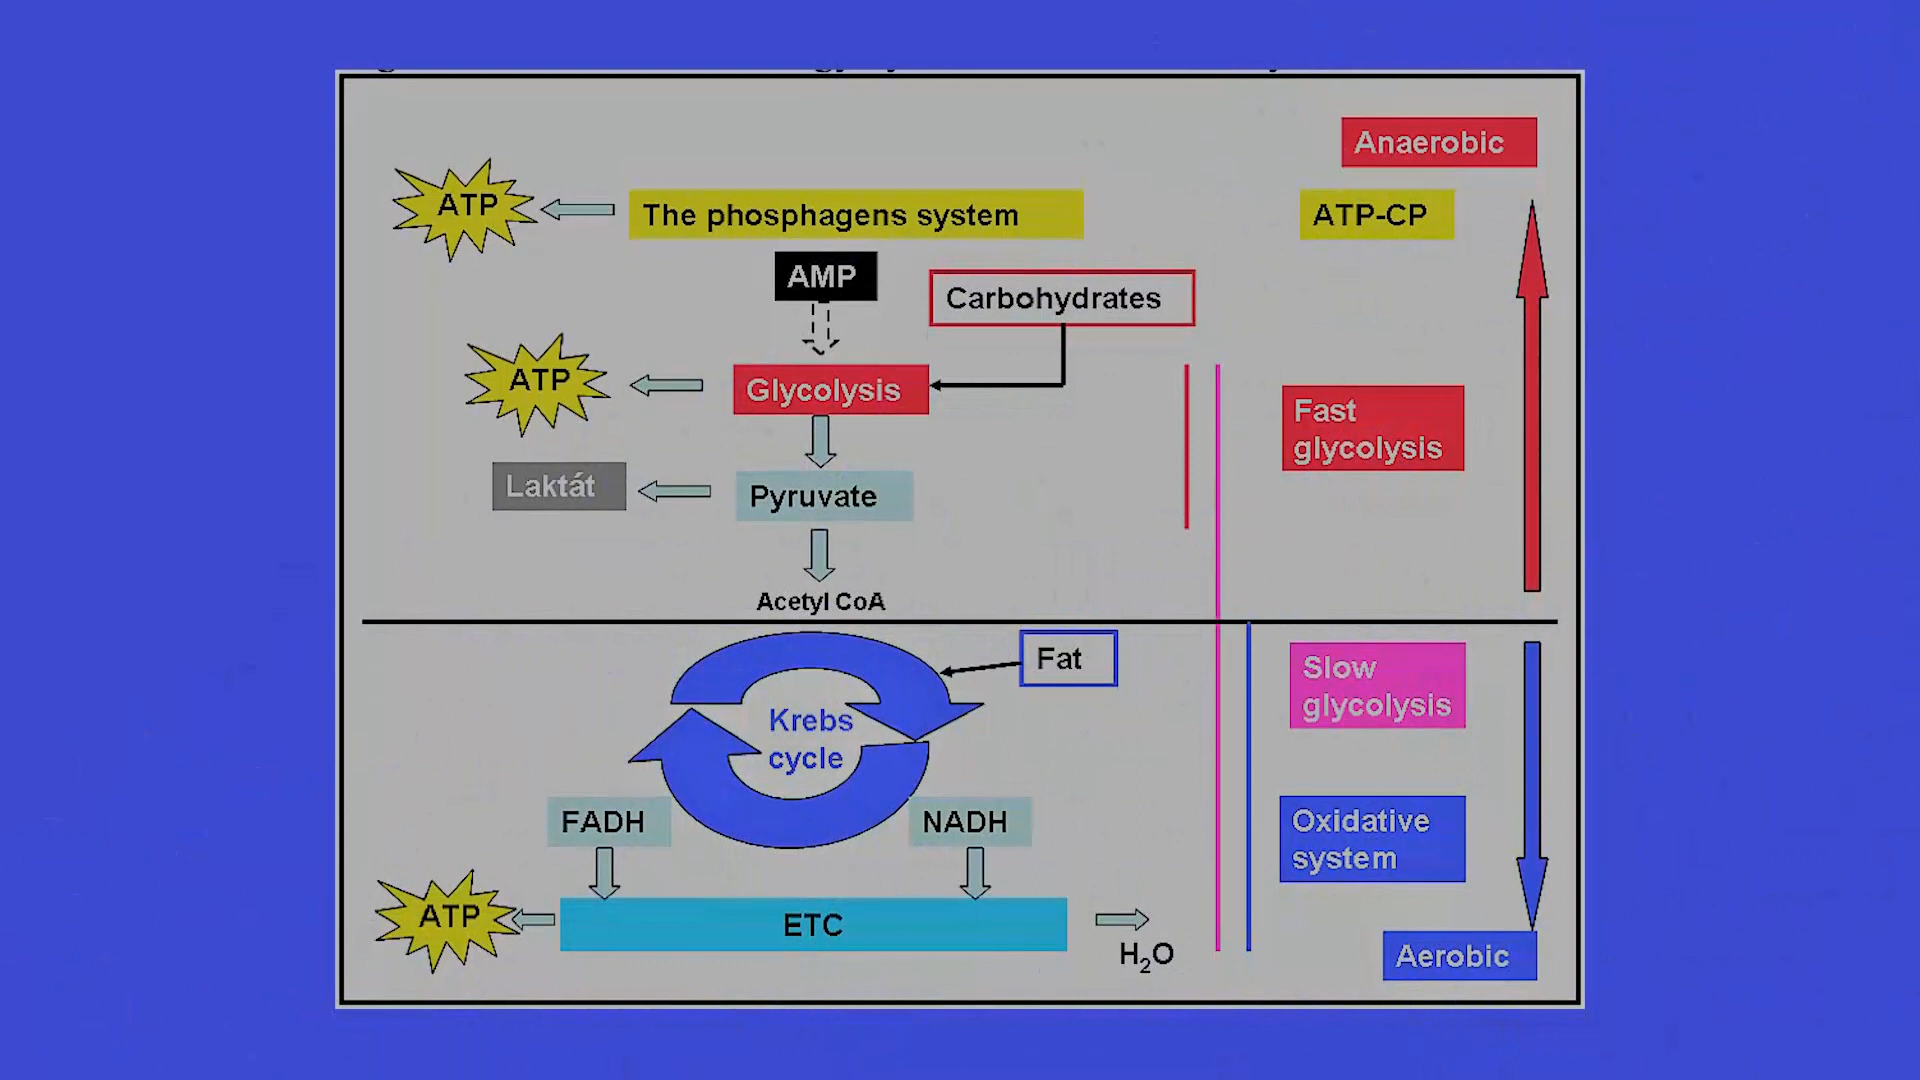 Anaerobic
ATP
The phosphagens system
ATP-CP
AMP
Carbohydrates
ATP
Glycolysis
Fast
glycolysis
Laktát
Pyruvate
Acetyl CoA
Fat
Slow
glycolysis
Krebs
cycle
FADH
NADH
Oxidative
system
ATP
ETC
H₂O
Aerobic